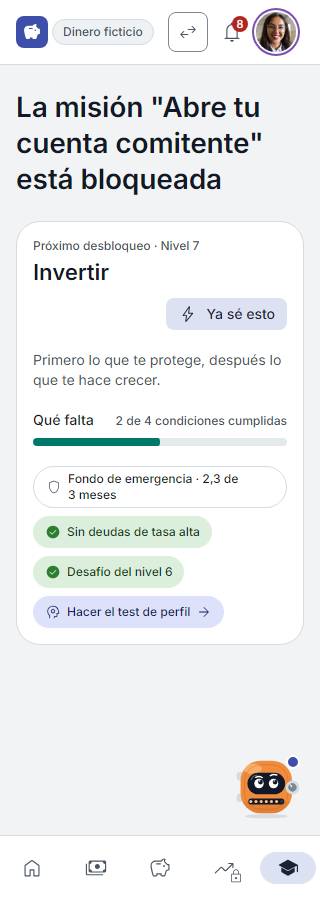 Dinero ficticio
8
La misión "Abre tu
cuenta comitente"
está bloqueada
Próximo desbloqueo · Nivel 7
Invertir
Ya sé esto
Primero lo que te protege, después lo
que te hace crecer.
Qué falta
2 de 4 condiciones cumplidas
Fondo de emergencia · 2,3 de
3 meses
Sin deudas de tasa alta
Desafío del nivel 6
Hacer el test de perfil